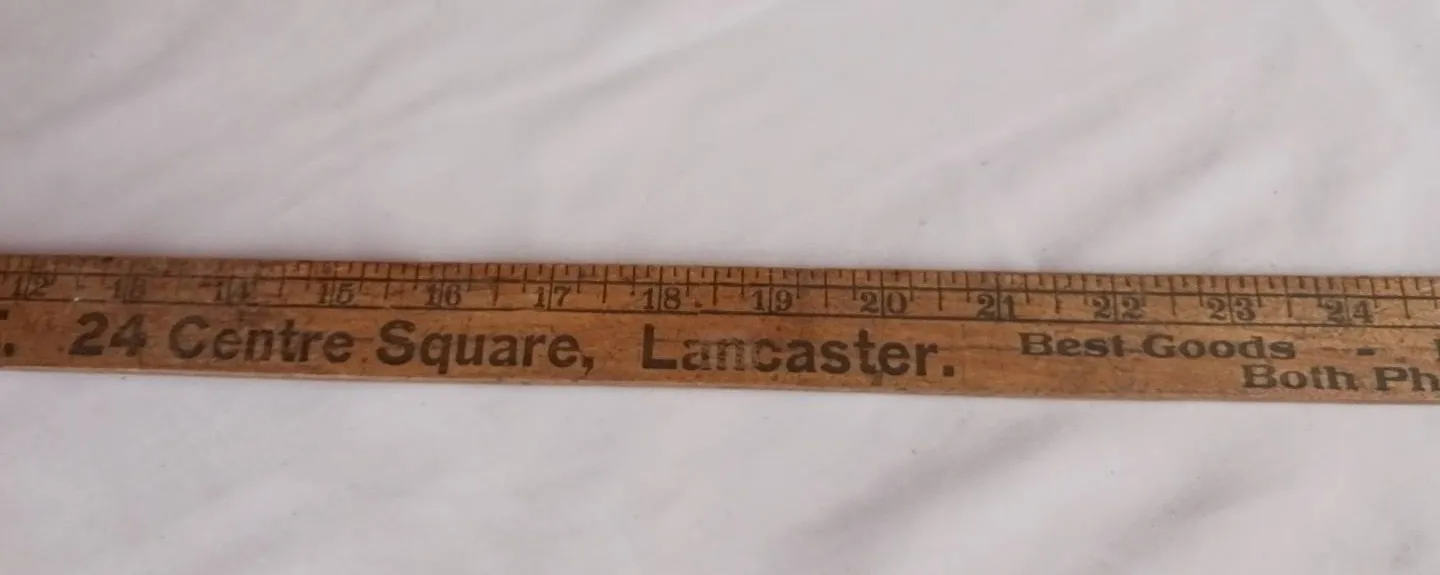 12 13 14 15 16 17 18 19 20 21 22 23 24
24 Centre Square, Lancaster.
Best Goods -
Both Ph